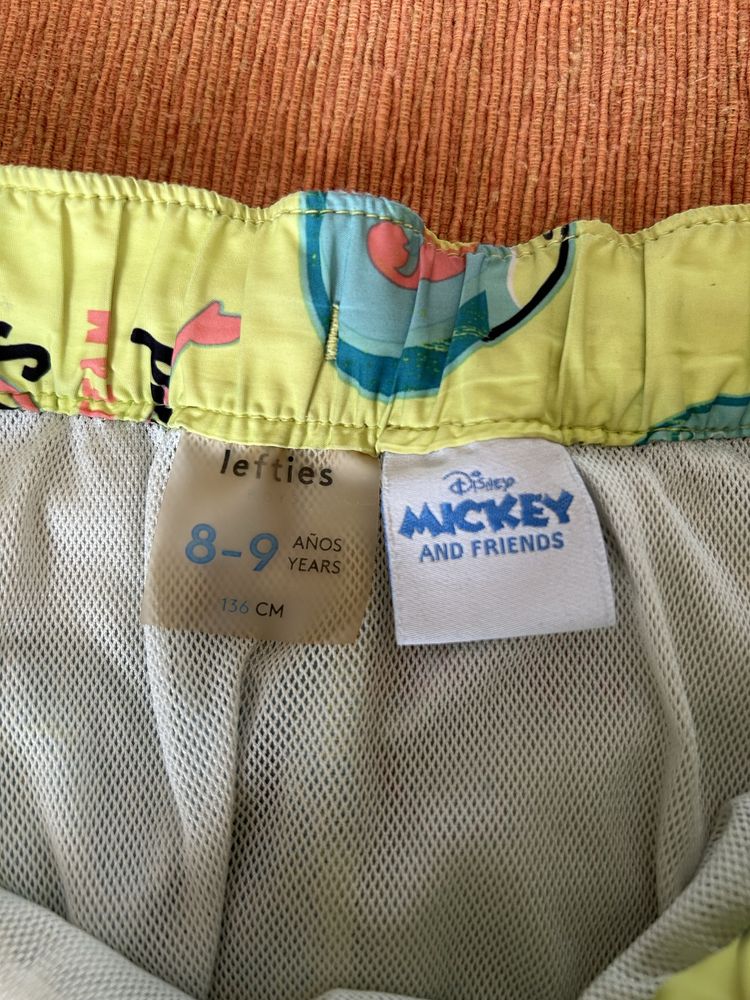 lefties
8-9 AÑOS
YEARS
136 CM
Disney
MICKEY
AND FRIENDS